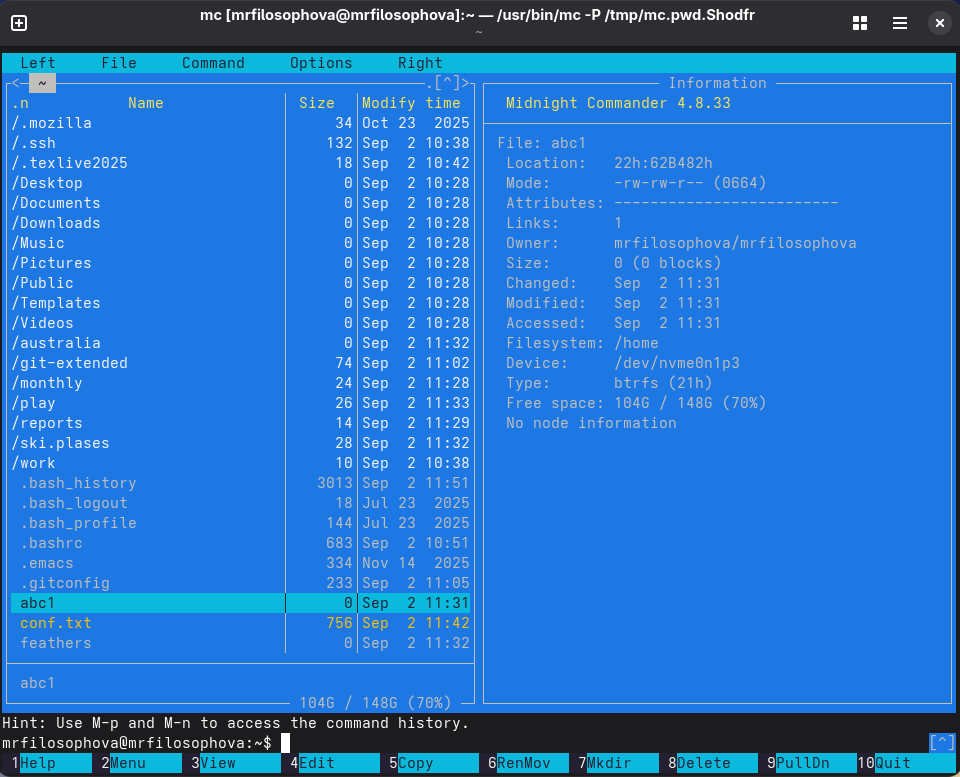 mc [mrfilosophova@mrfilosophova]:~ — /usr/bin/mc -P /tmp/mc.pwd.Shodfr
~
Left File Command Options Right
<- ~ .[^]>
.n Name Size Modify time
/.mozilla 34 Oct 23 2025
/.ssh 132 Sep 2 10:38
/.texlive2025 18 Sep 2 10:42
/Desktop 0 Sep 2 10:28
/Documents 0 Sep 2 10:28
/Downloads 0 Sep 2 10:28
/Music 0 Sep 2 10:28
/Pictures 0 Sep 2 10:28
/Public 0 Sep 2 10:28
/Templates 0 Sep 2 10:28
/Videos 0 Sep 2 10:28
/australia 0 Sep 2 11:32
/git-extended 74 Sep 2 11:02
/monthly 24 Sep 2 11:28
/play 26 Sep 2 11:33
/reports 14 Sep 2 11:29
/ski.plases 28 Sep 2 11:32
/work 10 Sep 2 10:38
.bash_history 3013 Sep 2 11:51
.bash_logout 18 Jul 23 2025
.bash_profile 144 Jul 23 2025
.bashrc 683 Sep 2 10:51
.emacs 334 Nov 14 2025
.gitconfig 233 Sep 2 11:05
abc1 0 Sep 2 11:31
conf.txt 756 Sep 2 11:42
feathers 0 Sep 2 11:32
abc1
104G / 148G (70%)
Information
Midnight Commander 4.8.33
File: abc1
Location: 22h:62B482h
Mode: -rw-rw-r-- (0664)
Attributes: -------------------------
Links: 1
Owner: mrfilosophova/mrfilosophova
Size: 0 (0 blocks)
Changed: Sep 2 11:31
Modified: Sep 2 11:31
Accessed: Sep 2 11:31
Filesystem: /home
Device: /dev/nvme0n1p3
Type: btrfs (21h)
Free space: 104G / 148G (70%)
No node information
Hint: Use M-p and M-n to access the command history.
mrfilosophova@mrfilosophova:~$ [^]
1Help 2Menu 3View 4Edit 5Copy 6RenMov 7Mkdir 8Delete 9PullDn 10Quit